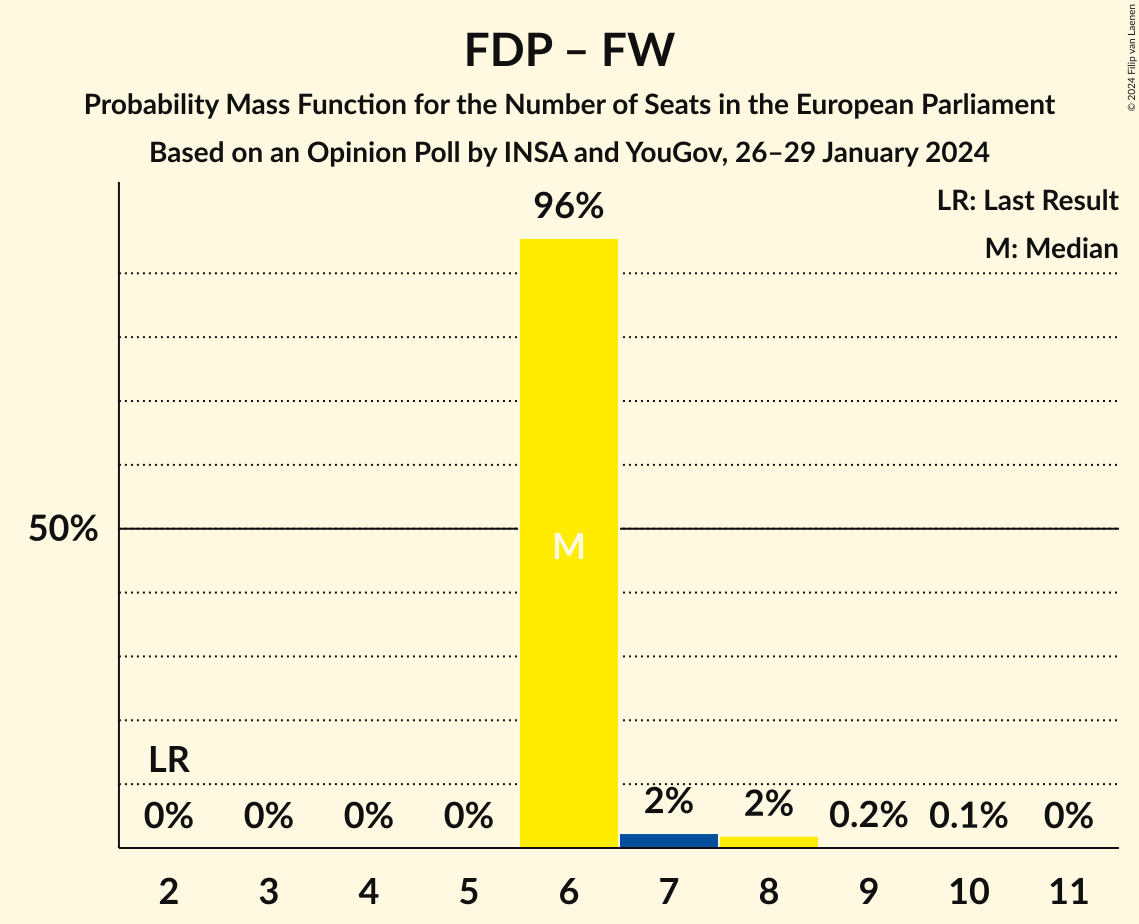 FDP – FW
Probability Mass Function for the Number of Seats in the European Parliament
Based on an Opinion Poll by INSA and YouGov, 26–29 January 2024
© 2024 Filip van Laenen
LR: Last Result
M: Median
96%
50%
M
LR
0% 0% 0% 0% 2% 2% 0.2% 0.1% 0%
2 3 4 5 6 7 8 9 10 11